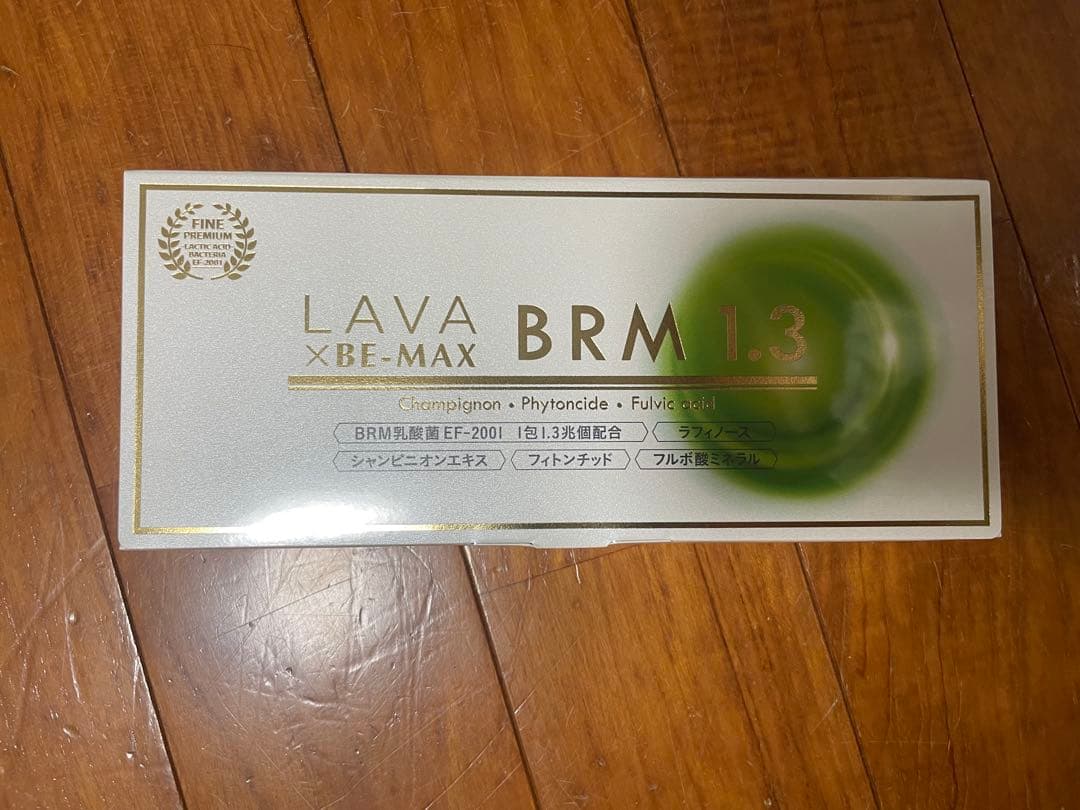 FINE
PREMIUM
LACTIC ACID
BACTERIA
EF-2001
LAVA
×BE-MAX
BRM 1.3
Champignon • Phytoncide • Fulvic acid
BRM乳酸菌 EF-2001 1包1.3兆個配合
ラフィノース
シャンピニオンエキス
フィトンチッド
フルボ酸ミネラル